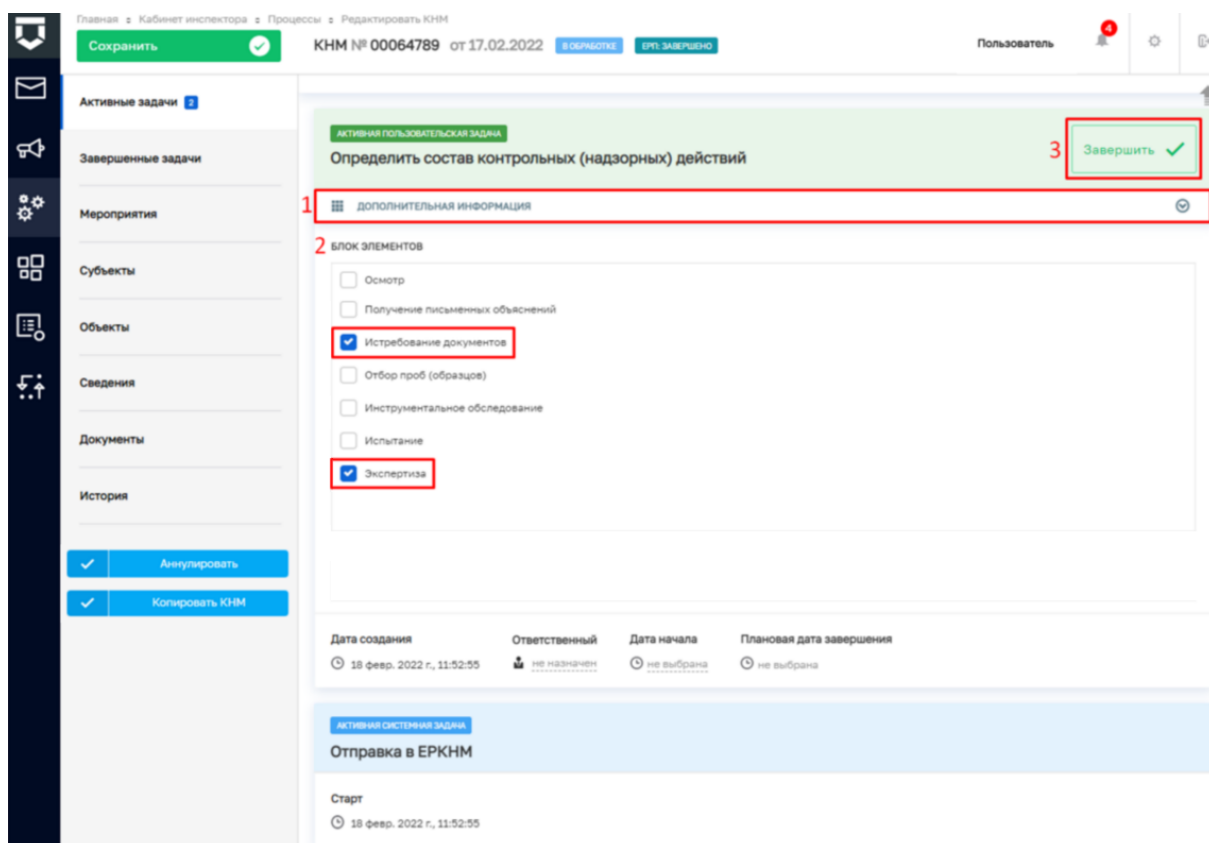 Главная : Кабинет инспектора : Процессы : Редактировать КНМ
Сохранить
КНМ № 00064789 от 17.02.2022 В ОБРАБОТКЕ ЕРП: ЗАВЕРШЕНО
Пользователь
4
Активные задачи 2
Завершенные задачи
Мероприятия
Субъекты
Объекты
Сведения
Документы
История
Аннулировать
Копировать КНМ
АКТИВНАЯ ПОЛЬЗОВАТЕЛЬСКАЯ ЗАДАЧА
Определить состав контрольных (надзорных) действий
3 Завершить
1 ДОПОЛНИТЕЛЬНАЯ ИНФОРМАЦИЯ
2 БЛОК ЭЛЕМЕНТОВ
Осмотр
Получение письменных объяснений
Истребование документов
Отбор проб (образцов)
Инструментальное обследование
Испытание
Экспертиза
Дата создания Ответственный Дата начала Плановая дата завершения
18 февр. 2022 г., 11:52:55 не назначен не выбрана не выбрана
АКТИВНАЯ СИСТЕМНАЯ ЗАДАЧА
Отправка в ЕРКНМ
Старт
18 февр. 2022 г., 11:52:55